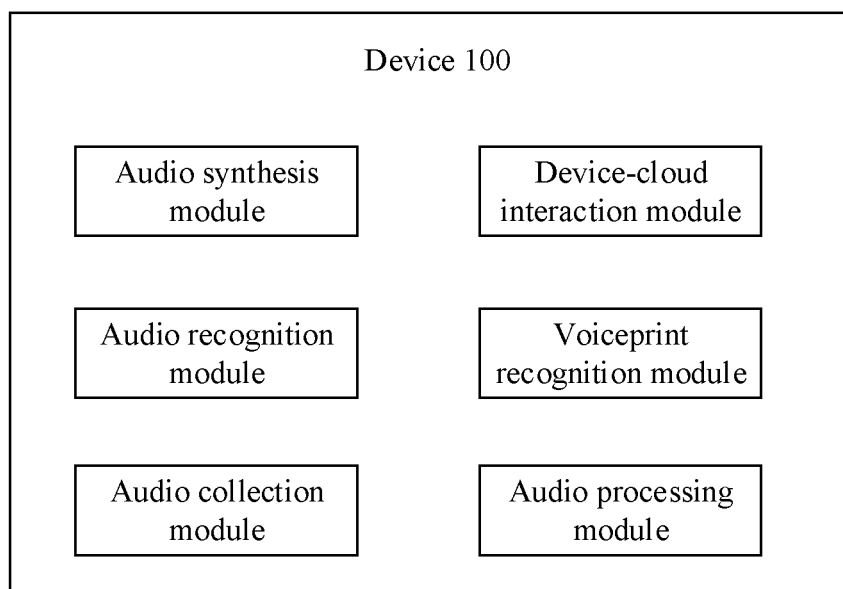 Device 100
Audio synthesis
module
Device-cloud
interaction module
Audio recognition
module
Voiceprint
recognition module
Audio collection
module
Audio processing
module